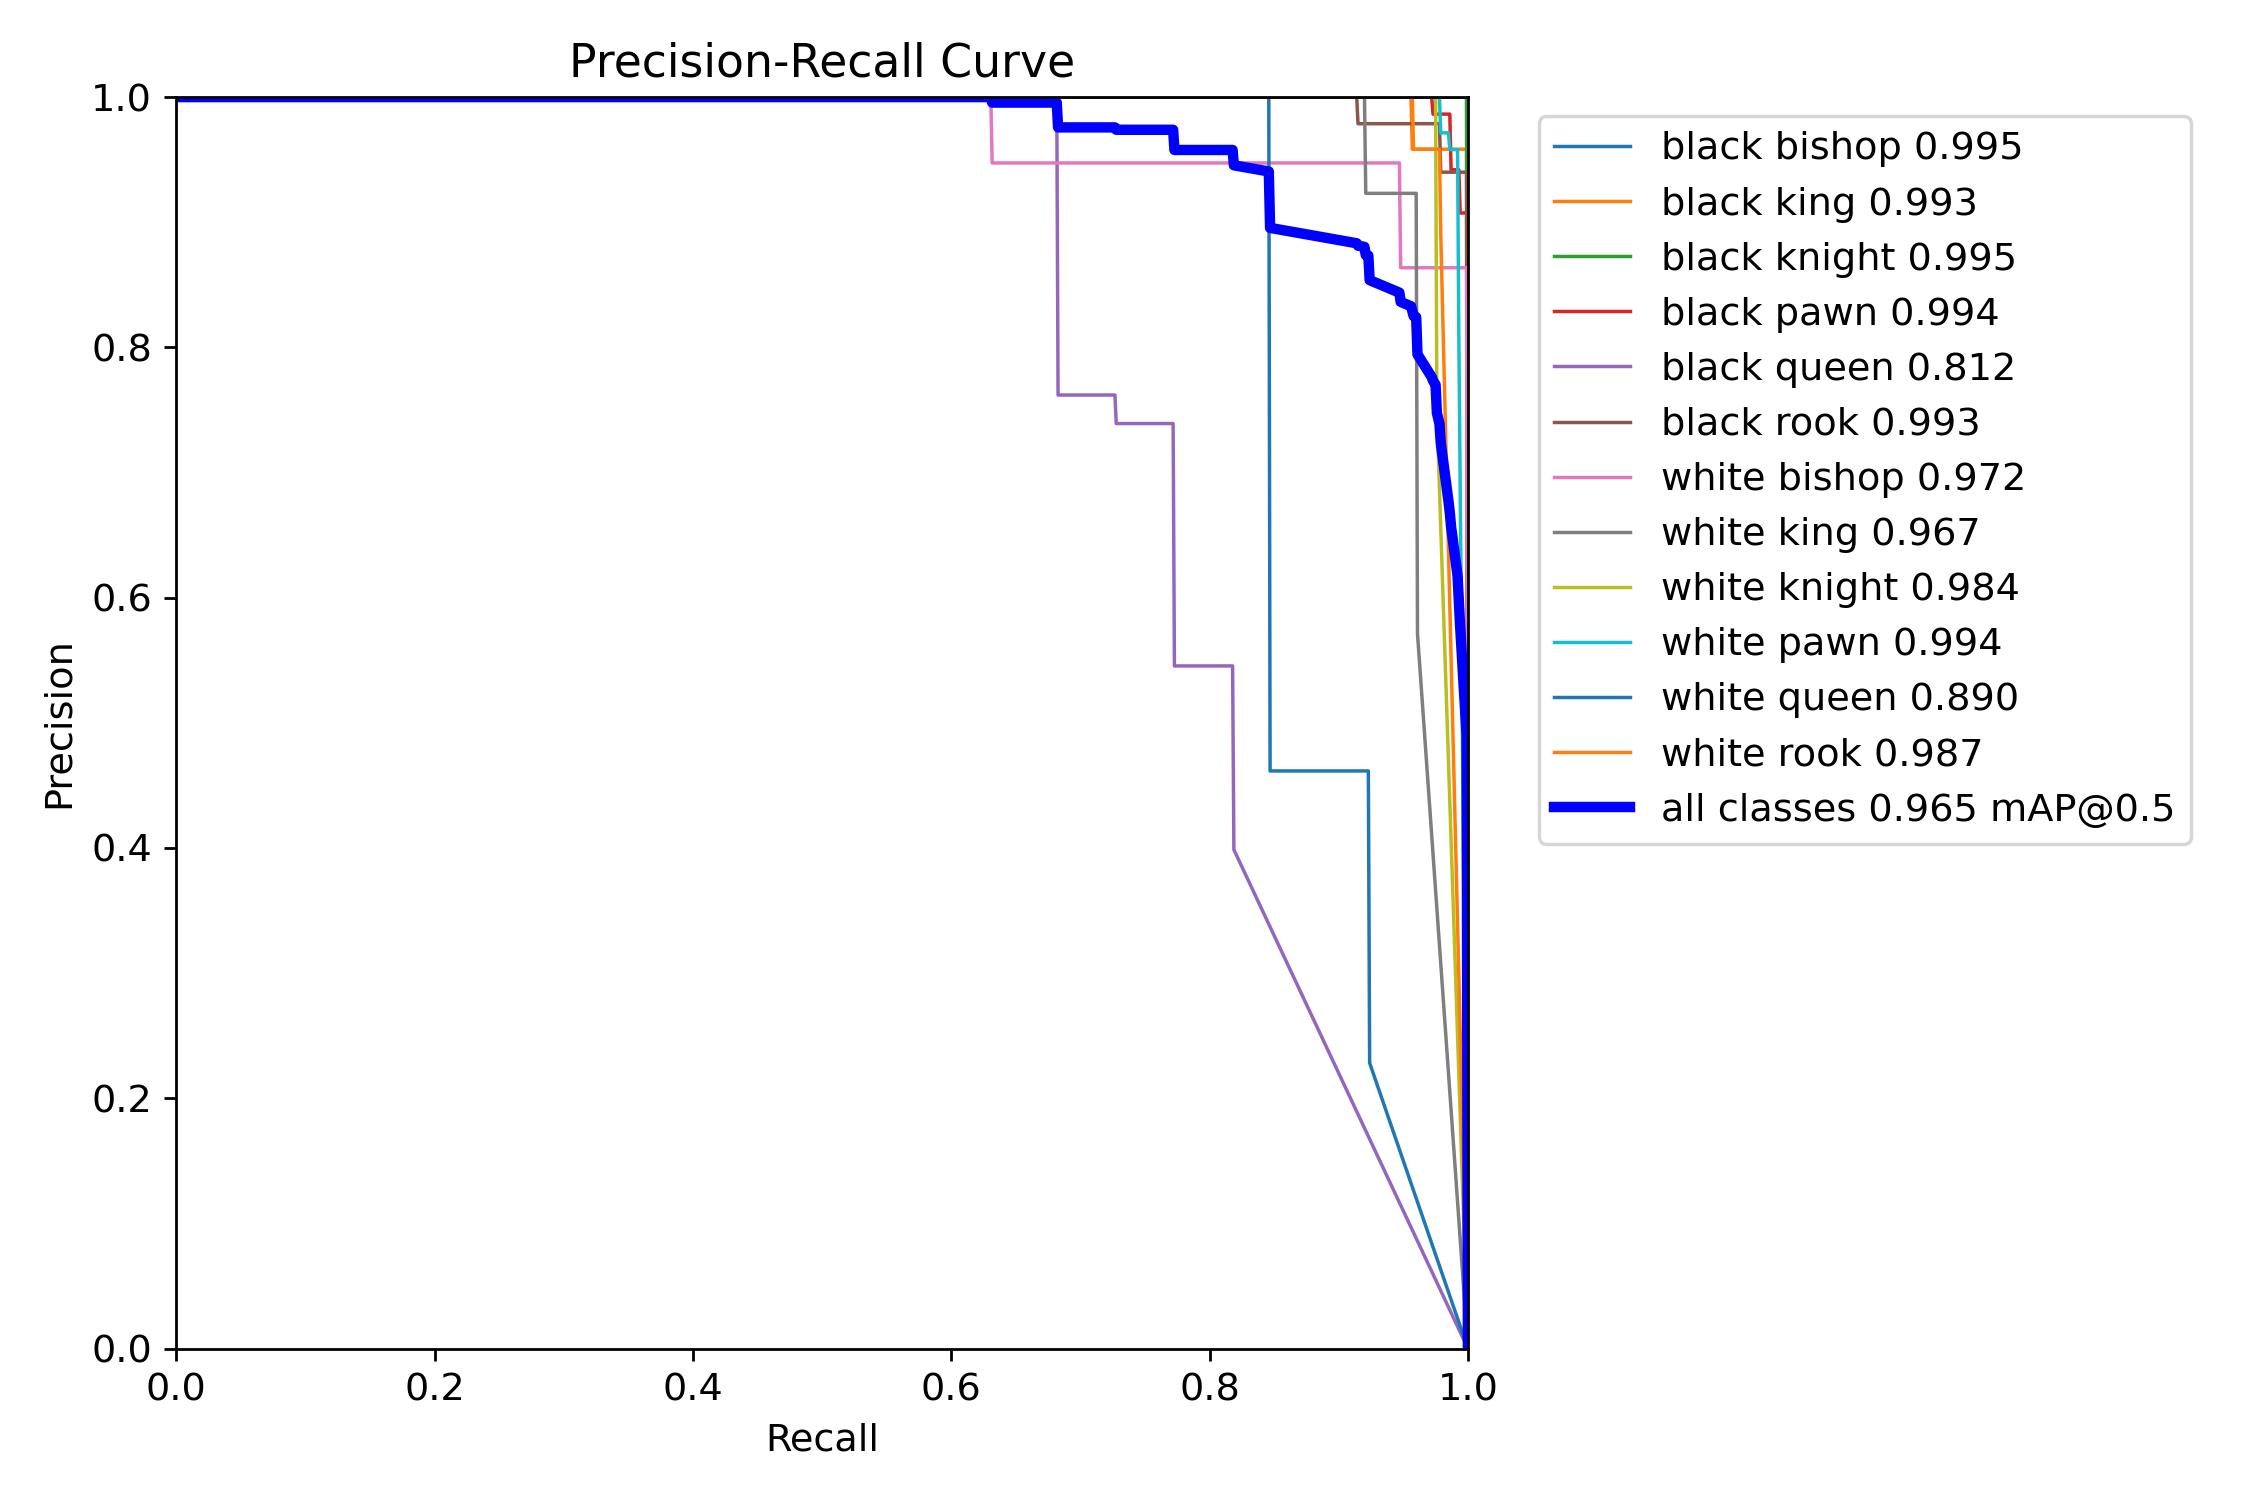 Precision-Recall Curve
1.0
0.8
0.6
0.4
0.2
0.0
Precision
0.0 0.2 0.4 0.6 0.8 1.0
Recall
black bishop 0.995
black king 0.993
black knight 0.995
black pawn 0.994
black queen 0.812
black rook 0.993
white bishop 0.972
white king 0.967
white knight 0.984
white pawn 0.994
white queen 0.890
white rook 0.987
all classes 0.965 mAP@0.5